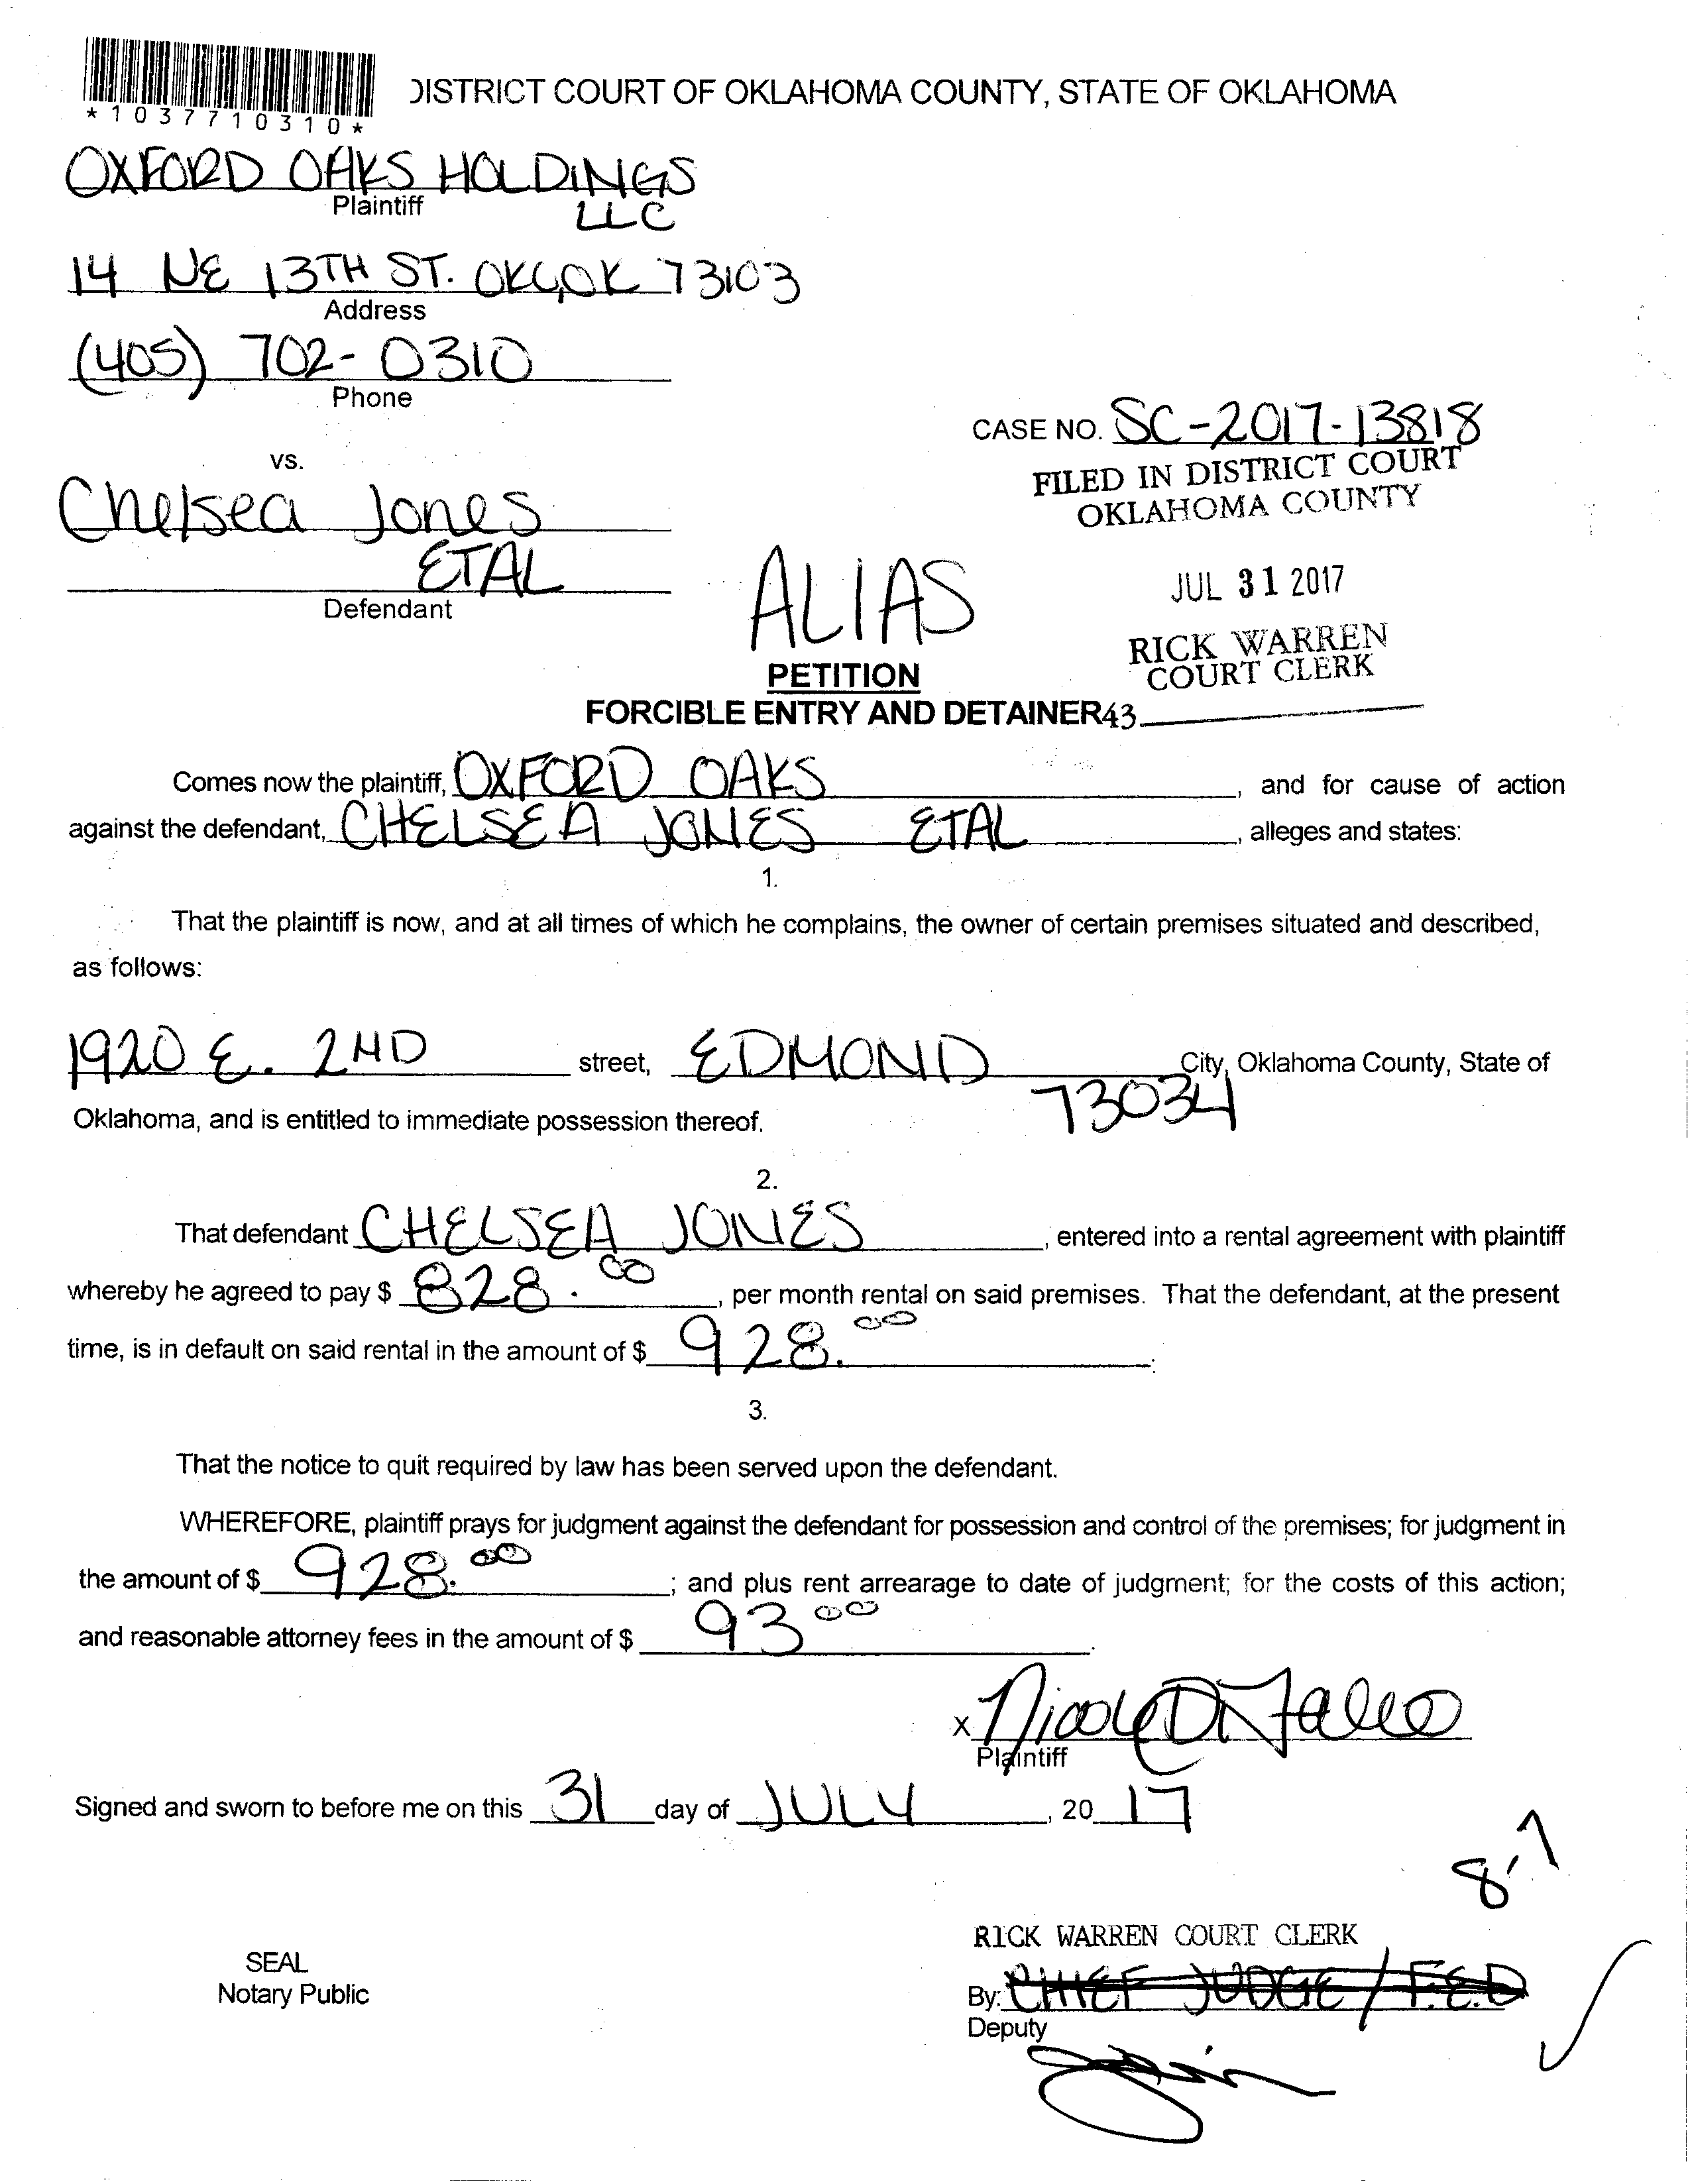 *1037710310*
DISTRICT COURT OF OKLAHOMA COUNTY, STATE OF OKLAHOMA
OXFORD OAKS HOLDINGS
Plaintiff LLC
14 NE 13TH ST. OKC, OK 73103
Address
(405) 702-0310
Phone
CASE NO. SC-2017-13818
vs.
FILED IN DISTRICT COURT
OKLAHOMA COUNTY
Chelsea Jones
ETAL
Defendant
JUL 31 2017
ALIAS
RICK WARREN
COURT CLERK
PETITION
FORCIBLE ENTRY AND DETAINER 43
Comes now the plaintiff, OXFORD OAKS, and for cause of action
against the defendant, CHELSEA JONES ETAL, alleges and states:
1.
That the plaintiff is now, and at all times of which he complains, the owner of certain premises situated and described,
as follows:
1920 E. 2ND street, EDMOND City, Oklahoma County, State of
73034
Oklahoma, and is entitled to immediate possession thereof.
2.
That defendant CHELSEA JONES, entered into a rental agreement with plaintiff
whereby he agreed to pay $ 828.00, per month rental on said premises. That the defendant, at the present
time, is in default on said rental in the amount of $ 928.00.
3.
That the notice to quit required by law has been served upon the defendant.
WHEREFORE, plaintiff prays for judgment against the defendant for possession and control of the premises; for judgment in
the amount of $ 928.00; and plus rent arrearage to date of judgment; for the costs of this action;
and reasonable attorney fees in the amount of $ 93 00.
x
Plaintiff
Signed and sworn to before me on this 31 day of JULY, 2017
RICK WARREN COURT CLERK
SEAL
Notary Public
By: CHIEF JUDGE / F.E.D
Deputy